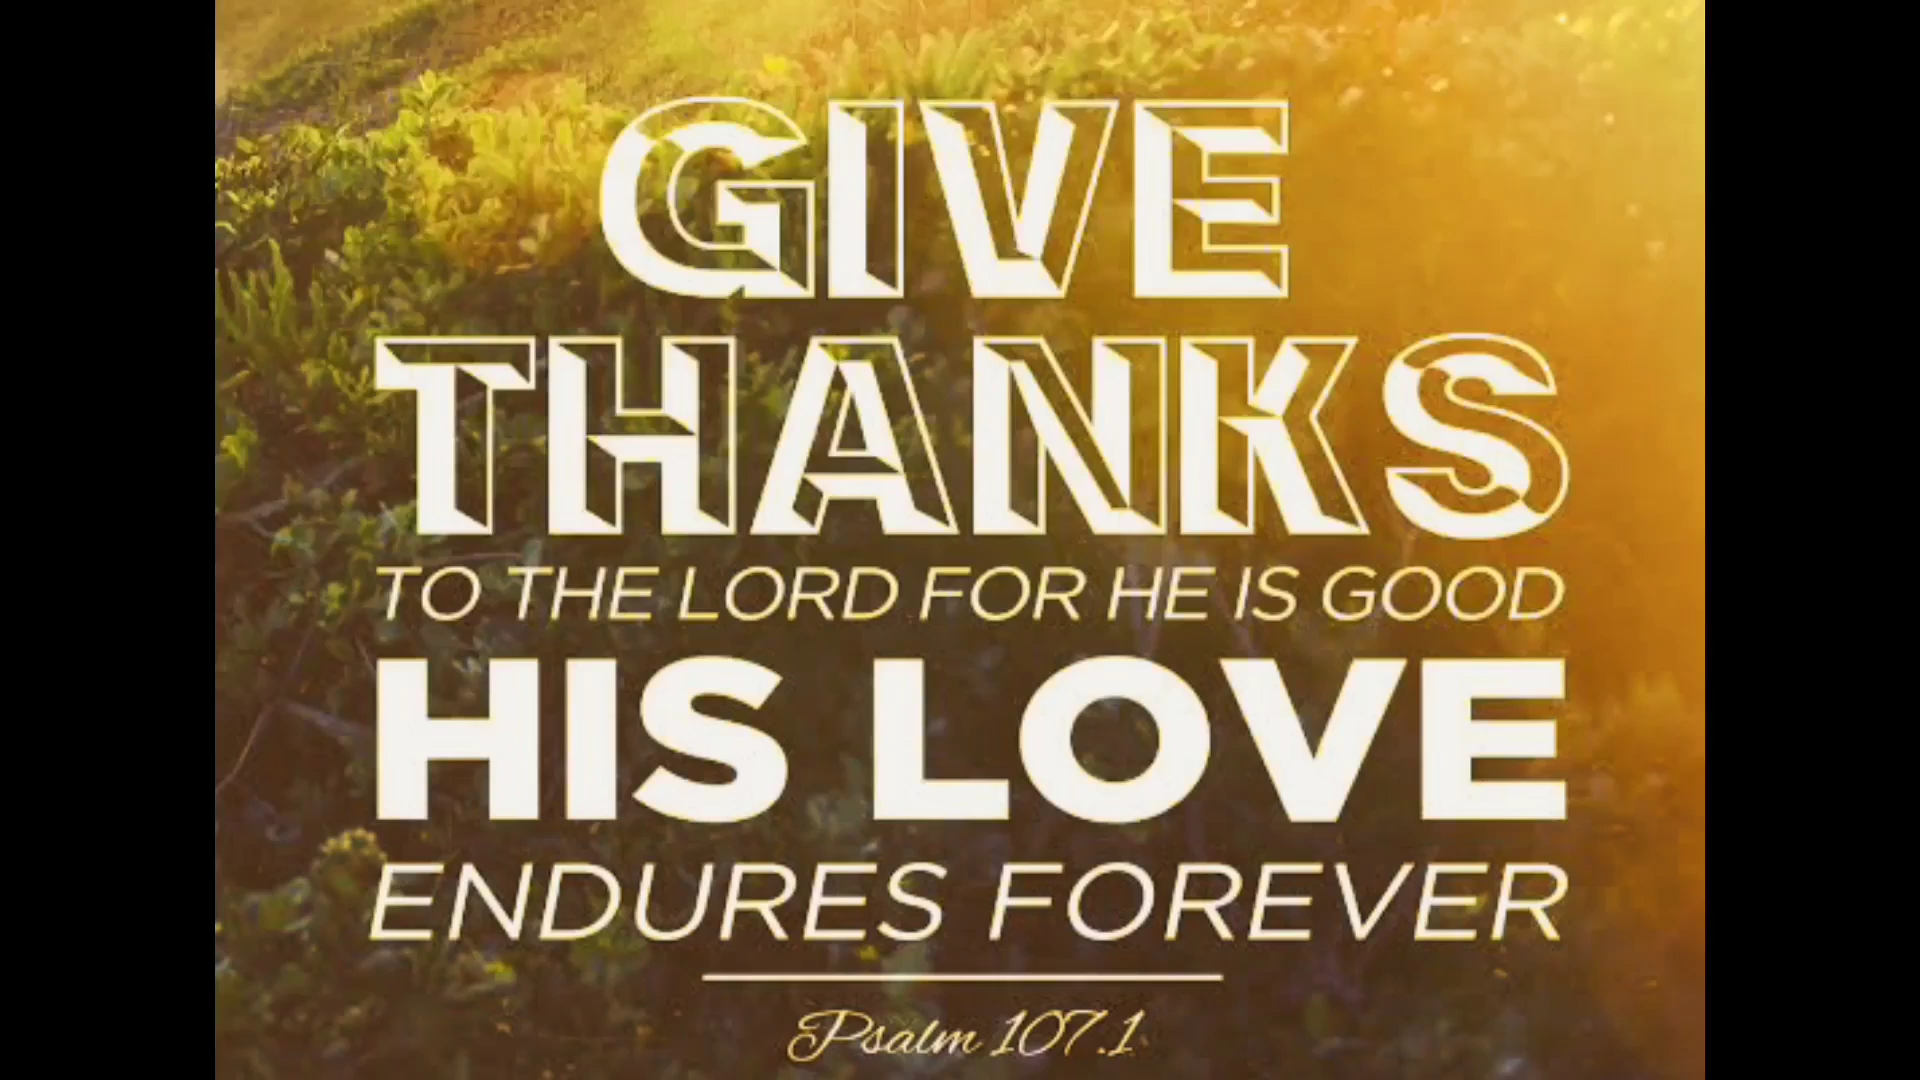 GIVE
THANKS
TO THE LORD FOR HE IS GOOD
HIS LOVE
ENDURES FOREVER
Psalm 107.1